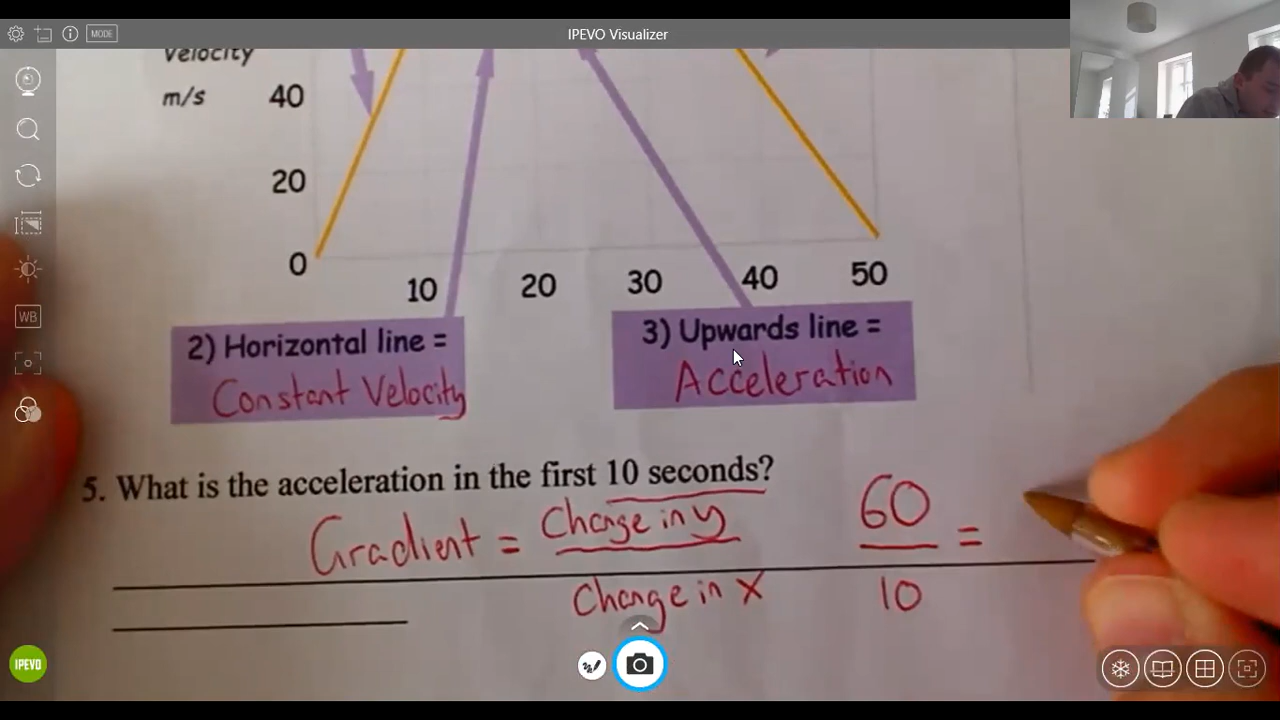 MODE
IPEVO Visualizer
Velocity
m/s
40
20
0
10 20 30 40 50
2) Horizontal line =
Constant Velocity
3) Upwards line =
Acceleration
WB
5. What is the acceleration in the first 10 seconds?
Gradient = Change in y
Change in x
60
10
=
IPEVO